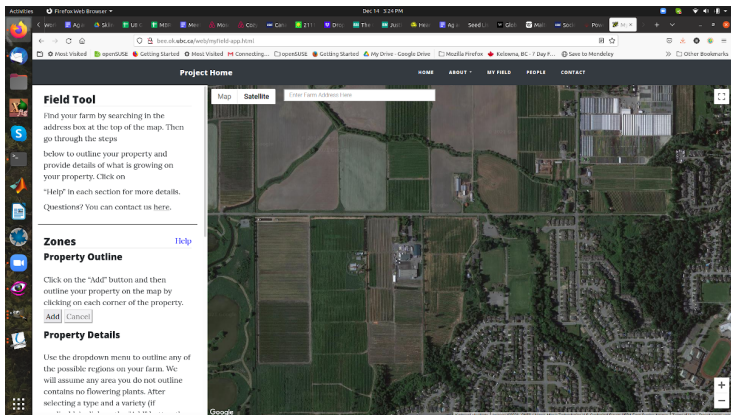 Activities
Firefox Web Browser
Dec 14 3:24 PM
bee.ok.ubc.ca/web/myfield-app.html
Most Visited
openSUSE
Getting Started
Most Visited
Connecting...
openSUSE
Getting Started
My Drive - Google Drive
Mozilla Firefox
Kelowna, BC - 7 Day F...
Save to Mendeley
Other Bookmarks
Project Home
HOME
ABOUT
MY FIELD
PEOPLE
CONTACT
Field Tool
Find your farm by searching in the
address box at the top of the map. Then
go through the steps
below to outline your property and
provide details of what is growing on
your property. Click on
"Help" in each section for more details.
Questions? You can contact us here.
Map
Satellite
Enter Farm Address Here
Zones
Help
Property Outline
Click on the "Add" button and then
outline your property on the map by
clicking on each corner of the property.
Add
Cancel
Property Details
Use the dropdown menu to outline any of
the possible regions on your farm. We
will assume any area you do not outline
contains no flowering plants. After
selecting a type and a variety (if
Google